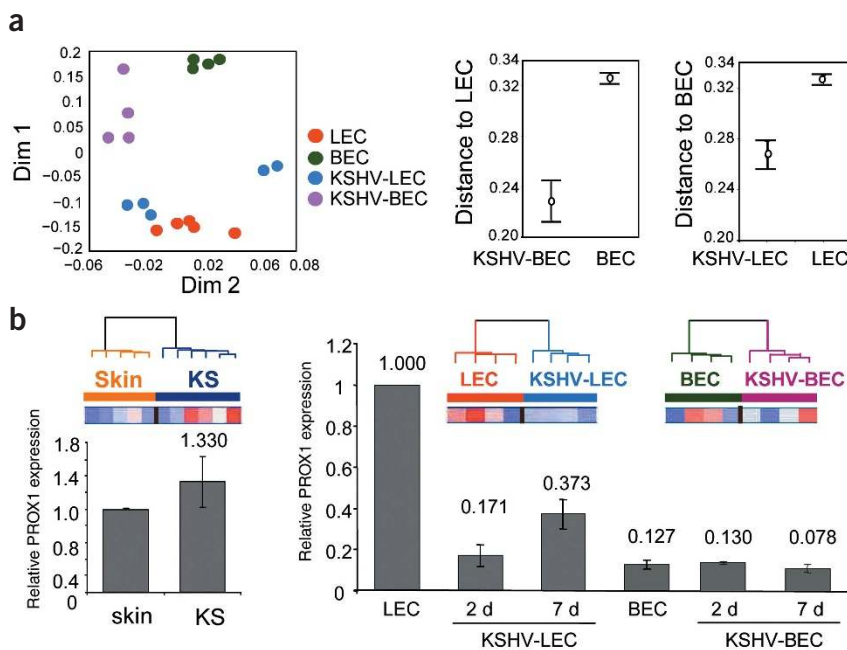 a
Dim 1
0.2
0.15
0.1
0.05
0
−0.05
−0.1
−0.15
−0.2
−0.06
−0.02
0.02
0.06
0.08
Dim 2
LEC
BEC
KSHV-LEC
KSHV-BEC
Distance to LEC
0.34
0.32
0.28
0.24
0.20
KSHV-BEC
BEC
Distance to BEC
0.34
0.32
0.28
0.24
0.20
KSHV-LEC
LEC
b
Skin
KS
Relative PROX1 expression
1.8
1.4
1.0
0.8
0.8
0.4
0
1.330
skin
KS
Relative PROX1 expression
1.2
1
0.8
0.6
0.4
0.2
0
LEC
KSHV-LEC
BEC
KSHV-BEC
1.000
0.171
0.373
0.127
0.130
0.078
LEC
2 d
7 d
BEC
2 d
7 d
KSHV-LEC
KSHV-BEC